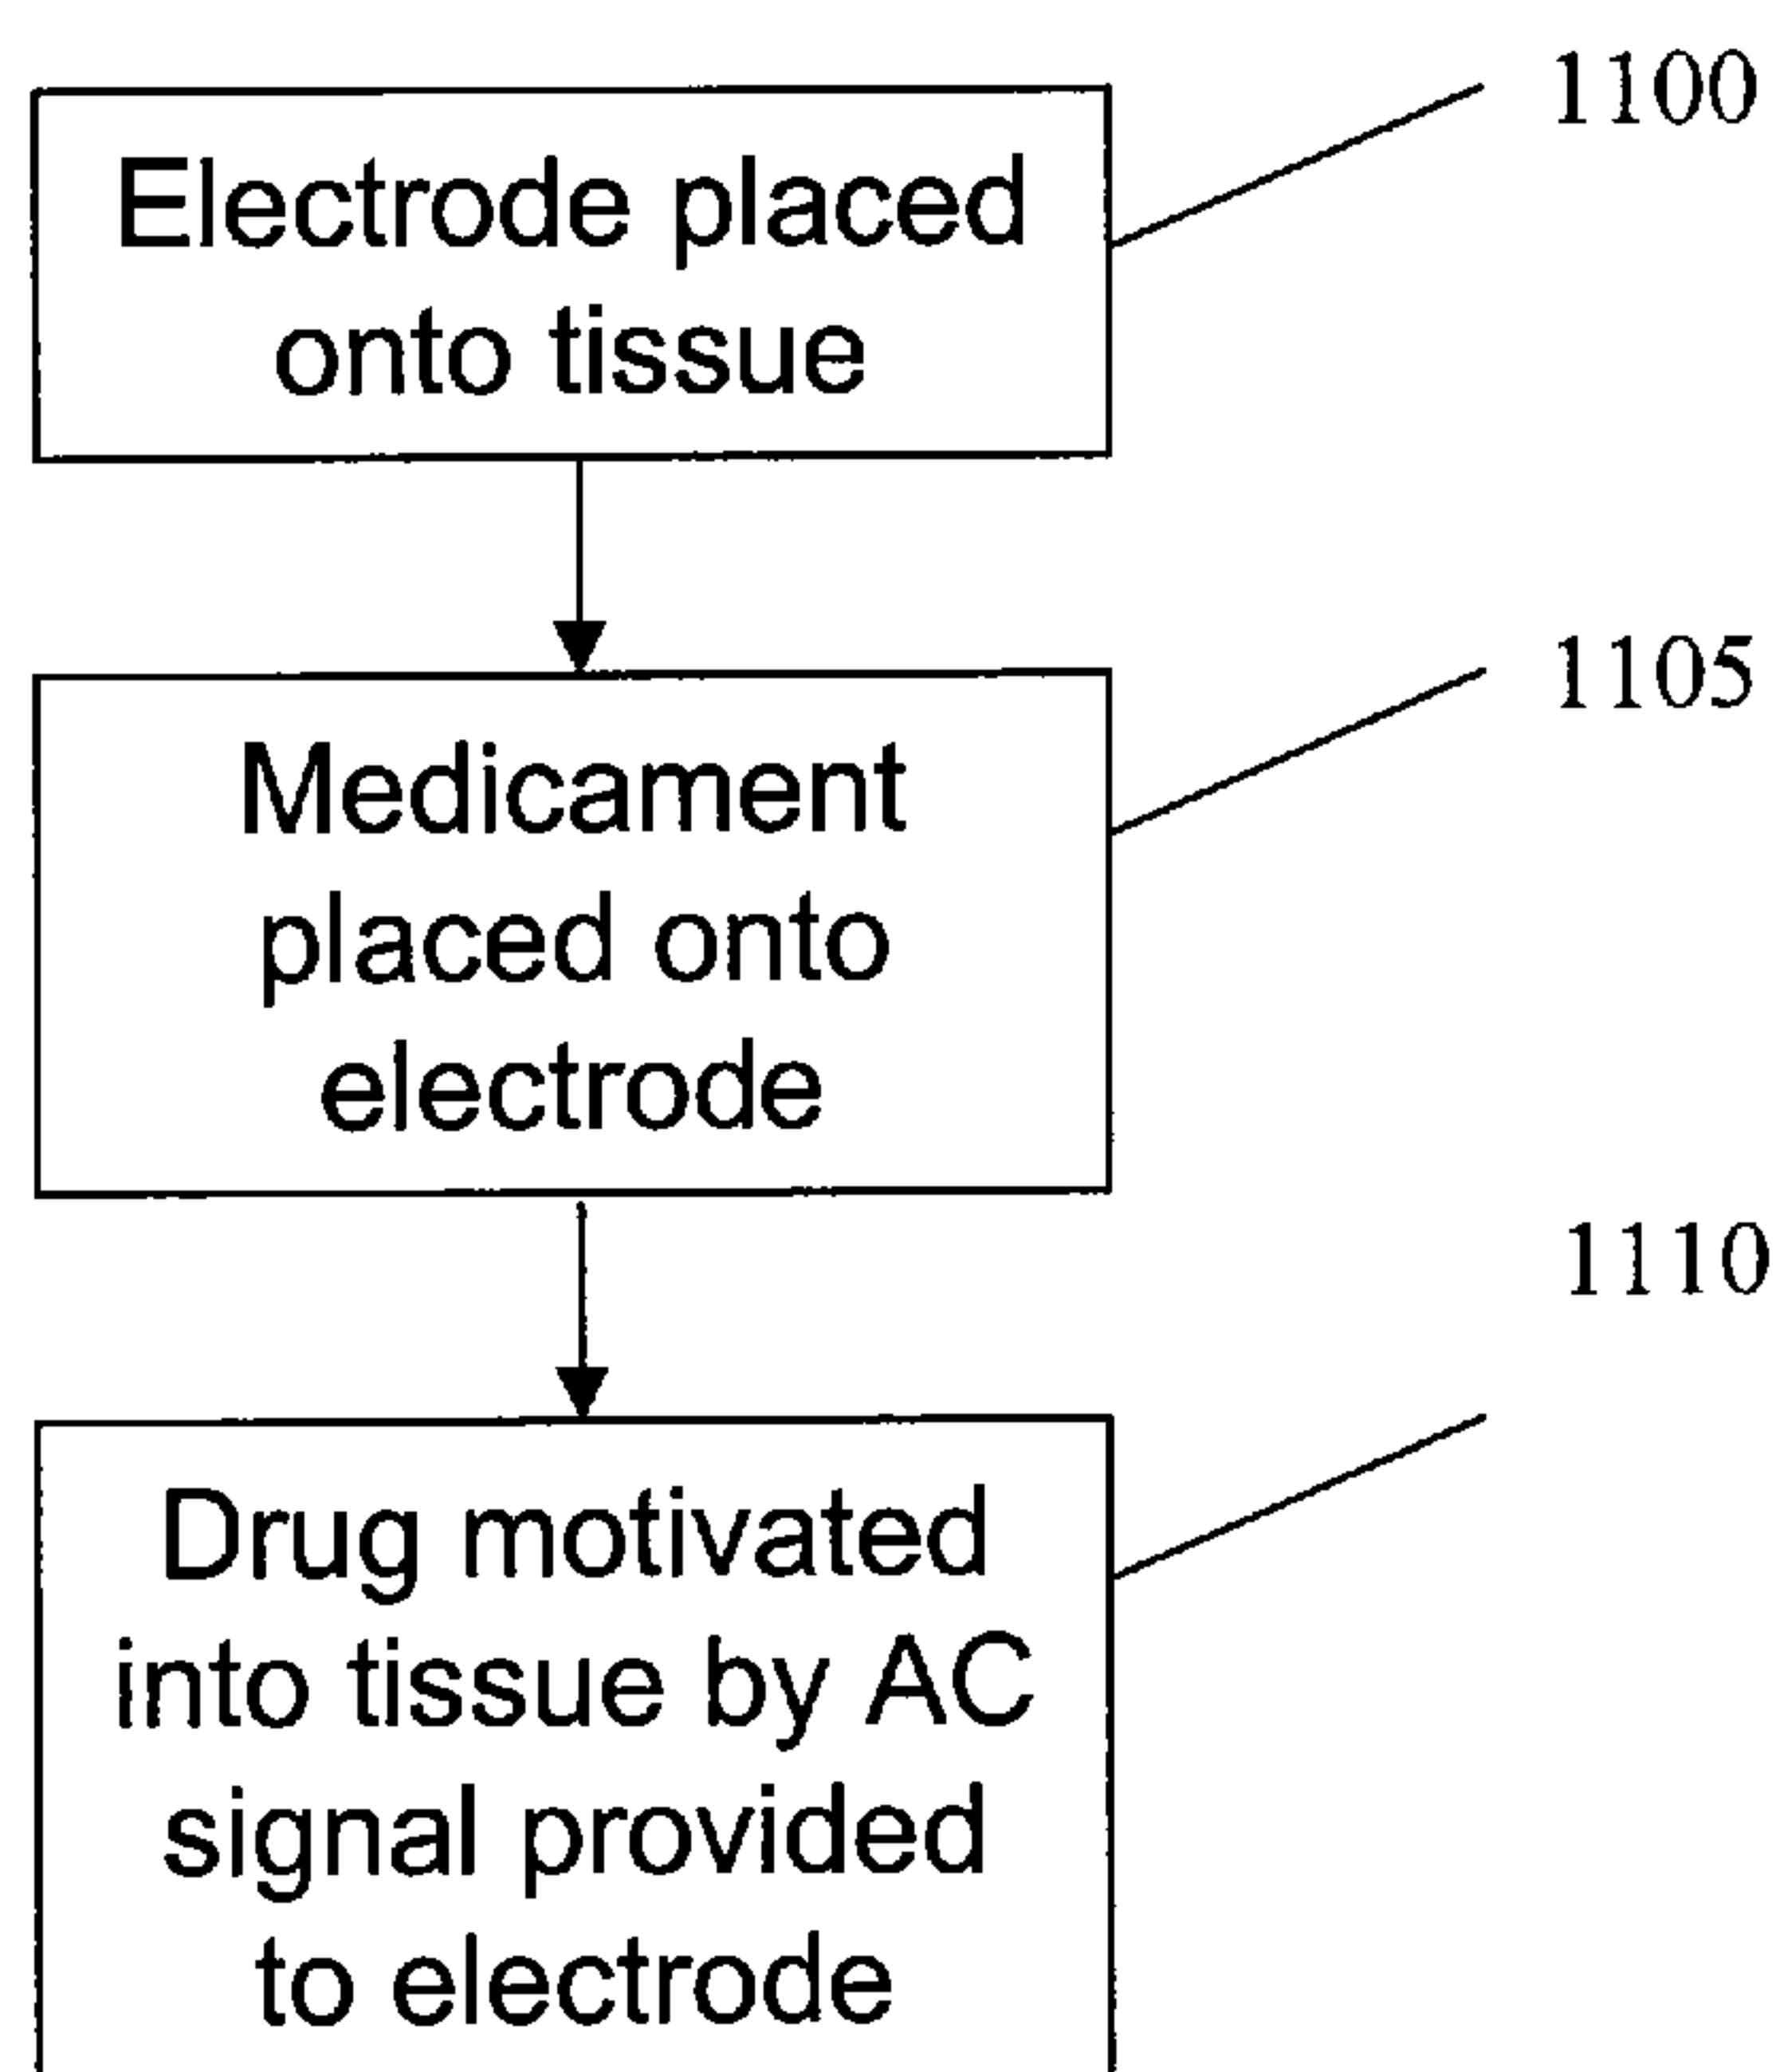 1100
Electrode placed
onto tissue
1105
Medicament
placed onto
electrode
1110
Drug motivated
into tissue by AC
signal provided
to electrode